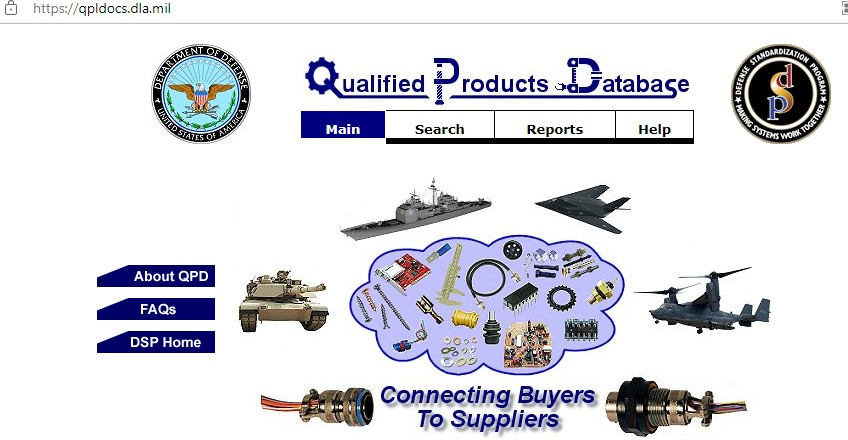 https://qpldocs.dla.mil
DEPARTMENT OF DEFENSE
UNITED STATES OF AMERICA
Qualified Products Database
DEFENSE STANDARDIZATION PROGRAM
dsp
MAKING SYSTEMS WORK TOGETHER
Main Search Reports Help
About QPD
FAQs
DSP Home
Connecting Buyers
To Suppliers